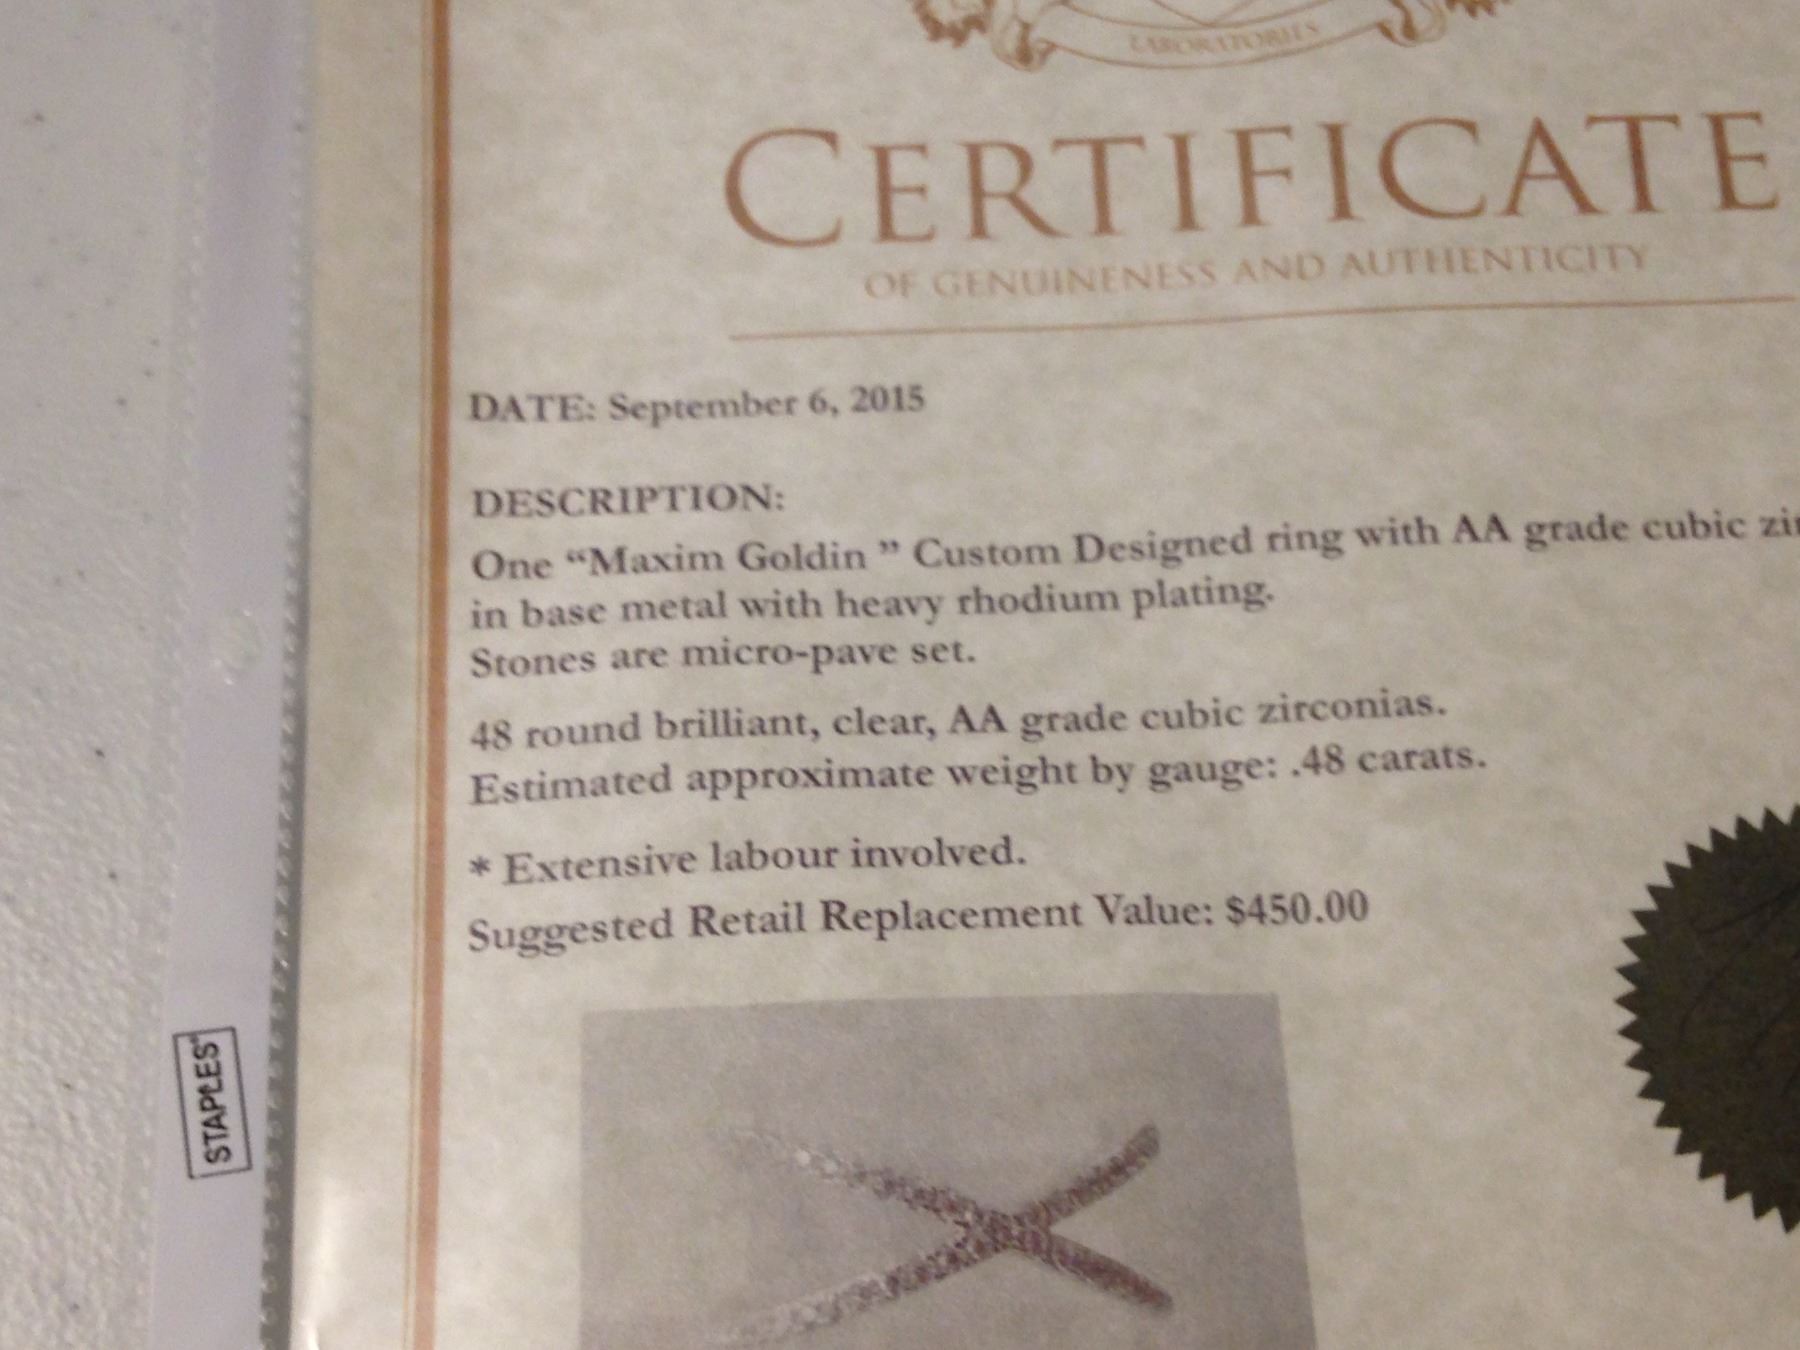 LABORATORIES
CERTIFICATE
OF GENUINENESS AND AUTHENTICITY
DATE: September 6, 2015
DESCRIPTION:
One “Maxim Goldin ” Custom Designed ring with AA grade cubic
in base metal with heavy rhodium plating.
Stones are micro-pave set.
48 round brilliant, clear, AA grade cubic zirconias.
Estimated approximate weight by gauge: .48 carats.
* Extensive labour involved.
Suggested Retail Replacement Value: $450.00
STAPLES